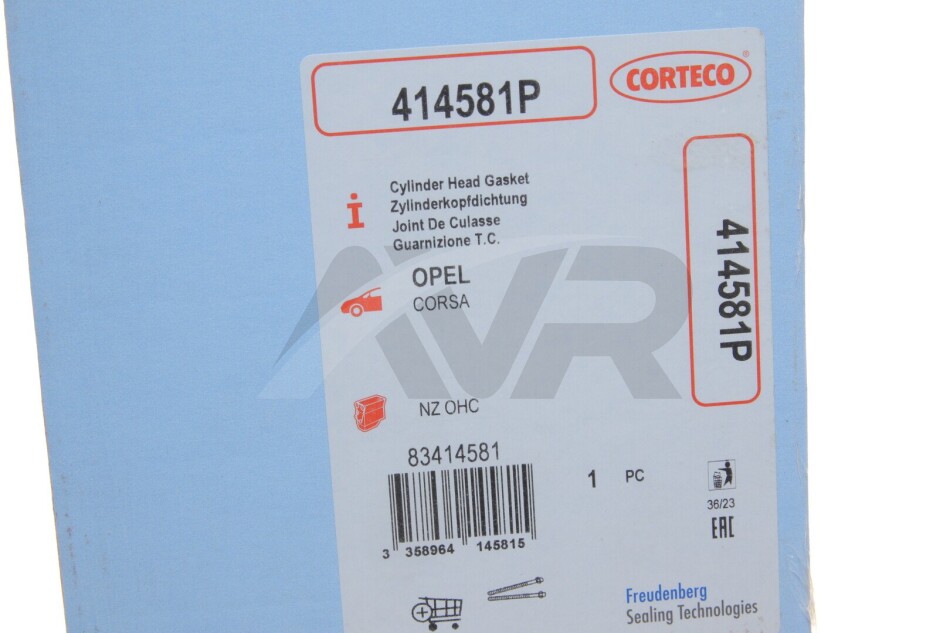 414581P
CORTECO®
Cylinder Head Gasket
Zylinderkopfdichtung
Joint De Culasse
Guarnizione T.C.
OPEL
CORSA
AVR
414581P
NZ OHC
83414581
3 358964 145815
1 PC
36/23
EAC
Freudenberg
Sealing Technologies